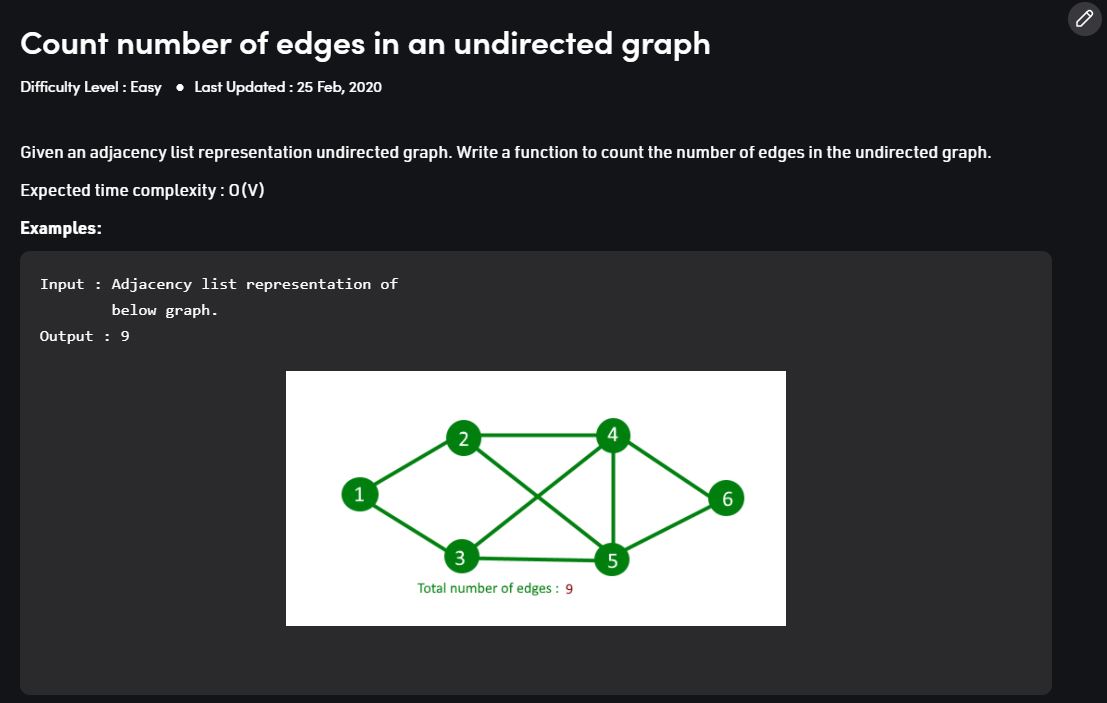 Count number of edges in an undirected graph
Difficulty Level : Easy ● Last Updated : 25 Feb, 2020
Given an adjacency list representation undirected graph. Write a function to count the number of edges in the undirected graph.
Expected time complexity : O(V)
Examples:
Input : Adjacency list representation of
below graph.
Output : 9
2
4
1
6
3
5
Total number of edges : 9